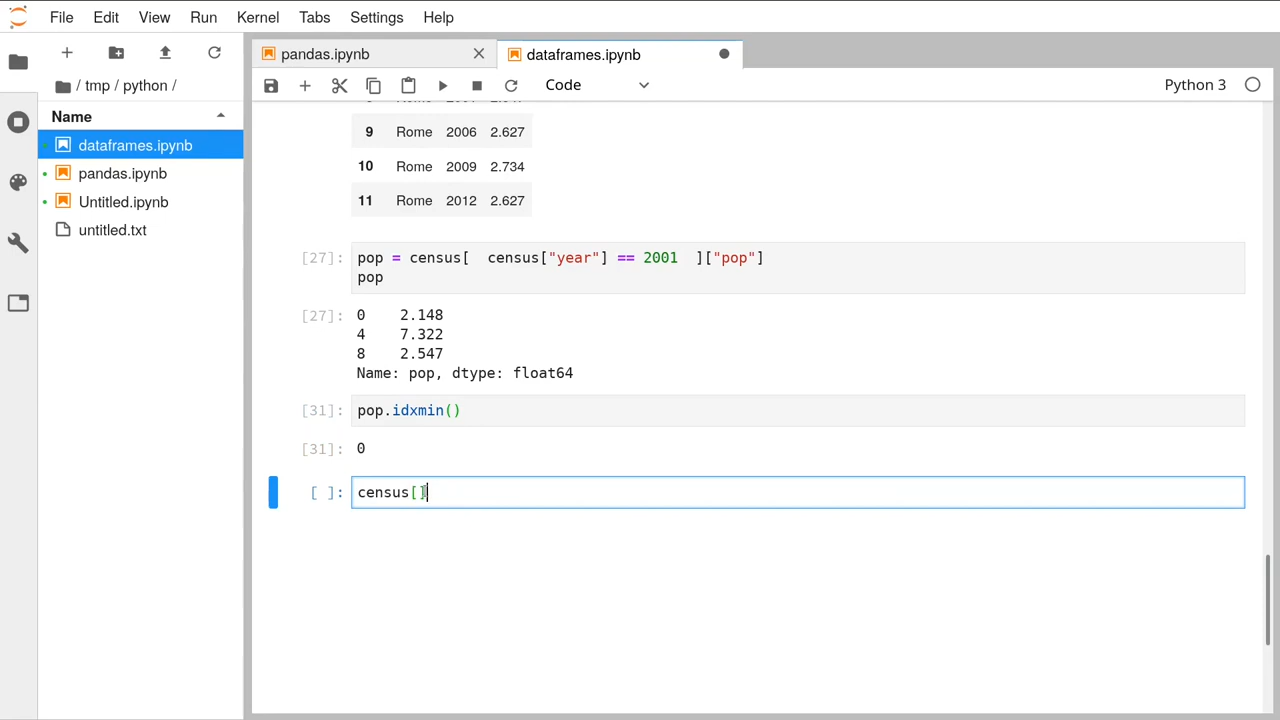 File Edit View Run Kernel Tabs Settings Help
pandas.ipynb
dataframes.ipynb
Code
Python 3
/ tmp / python /
Name
dataframes.ipynb
pandas.ipynb
Untitled.ipynb
untitled.txt
9 Rome 2006 2.627
10 Rome 2009 2.734
11 Rome 2012 2.627
[27]: pop = census[  census["year"] == 2001  ]["pop"]
pop
[27]: 0 2.148
4 7.322
8 2.547
Name: pop, dtype: float64
[31]: pop.idxmin()
[31]: 0
[ ]: census[]